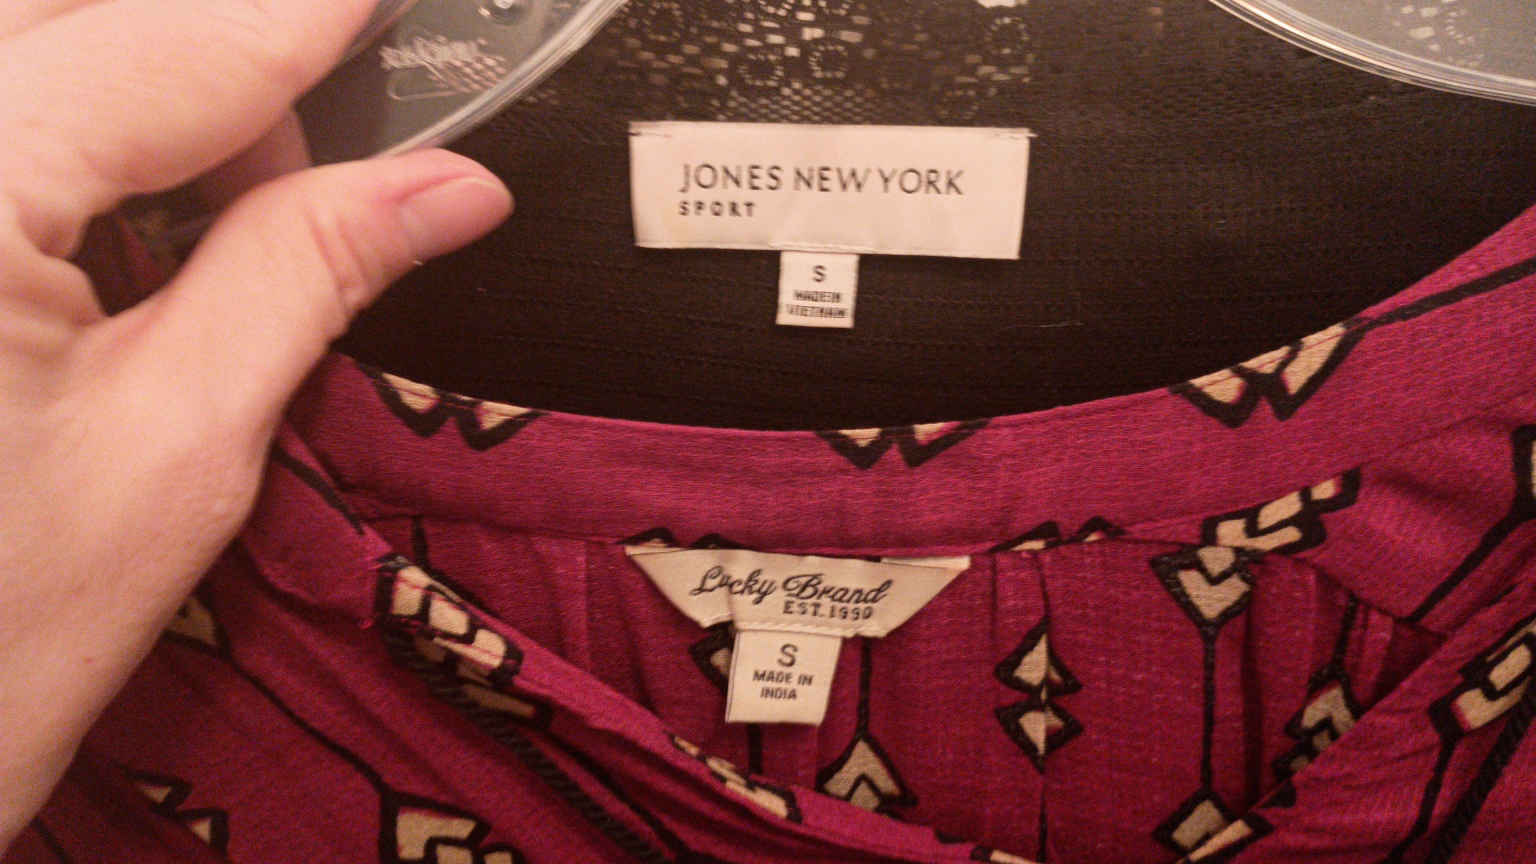 JONES NEW YORK
SPORT
S
MADE IN
VIETNAM
Lucky Brand
EST. 1990
S
MADE IN
INDIA